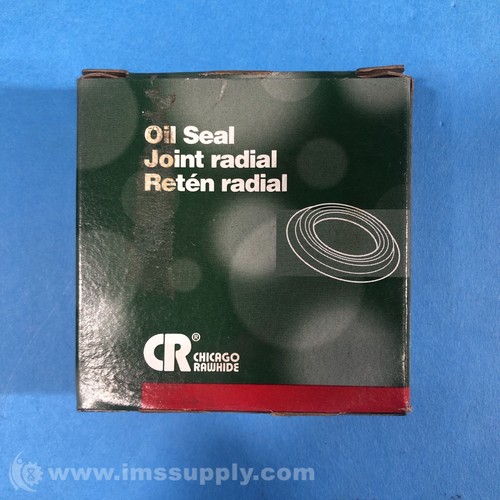 Oil Seal
Joint radial
Retén radial
CR® CHICAGO
RAWHIDE
© www.imssupply.com